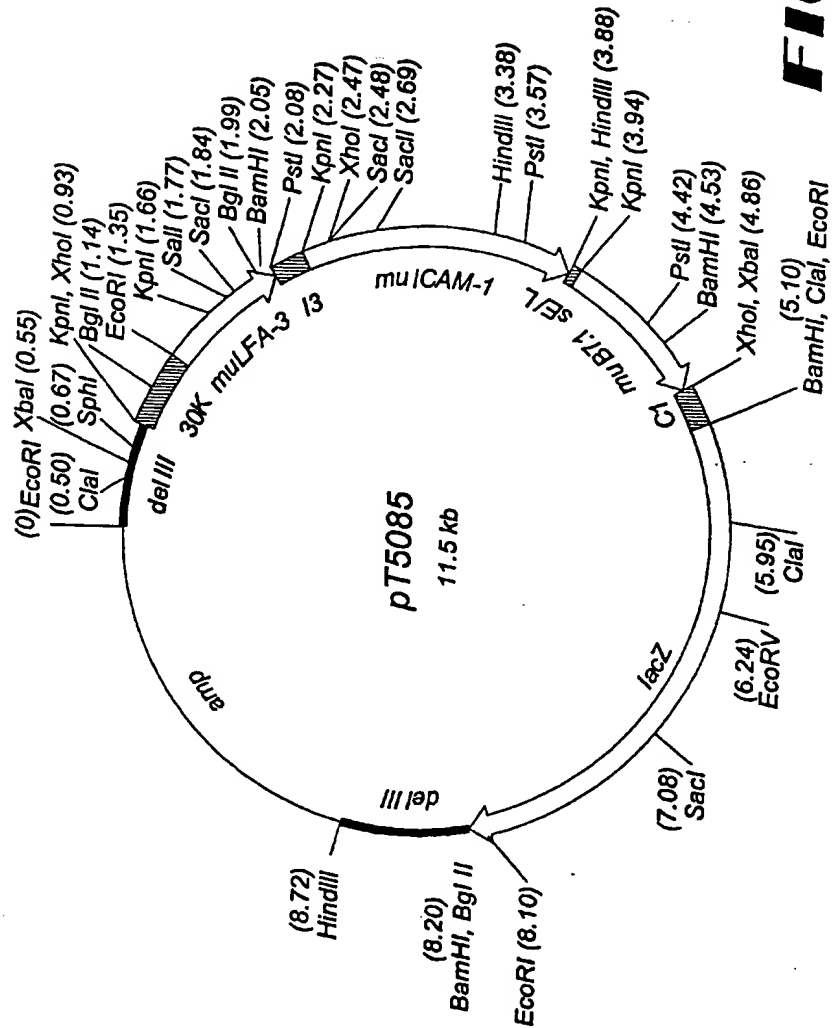 (0) EcoRI
(0.50) ClaI
XbaI (0.55)
(0.67) SphI
KpnI, XhoI (0.93)
Bgl II (1.14)
EcoRI (1.35)
KpnI (1.66)
SalI (1.77)
SacI (1.84)
Bgl II (1.99)
BamHI (2.05)
PstI (2.08)
KpnI (2.27)
XhoI (2.47)
SacI (2.48)
SacII (2.69)
HindIII (3.38)
PstI (3.57)
KpnI, HindIII (3.88)
KpnI (3.94)
PstI (4.42)
BamHI (4.53)
XhoI, XbaI (4.86)
(5.10)
BamHI, ClaI, EcoRI
(5.95)
ClaI
(6.24)
EcoRV
(7.08)
SacI
EcoRI (8.10)
(8.20)
BamHI, Bgl II
(8.72)
HindIII
del III
30K
muLFA-3
I3
muICAM-1
sE/L
muB7.1
C1
lacZ
del III
amp
pT5085
11.5 kb